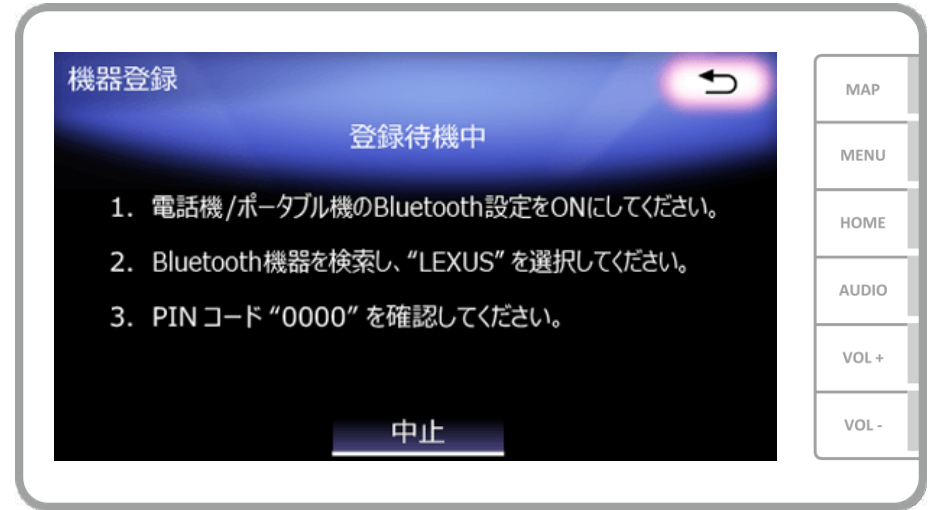 機器登録
登録待機中
1. 電話機/ポータブル機のBluetooth設定をONにしてください。
2. Bluetooth機器を検索し、“LEXUS” を選択してください。
3. PIN コード “0000” を確認してください。
中止
MAP
MENU
HOME
AUDIO
VOL +
VOL -